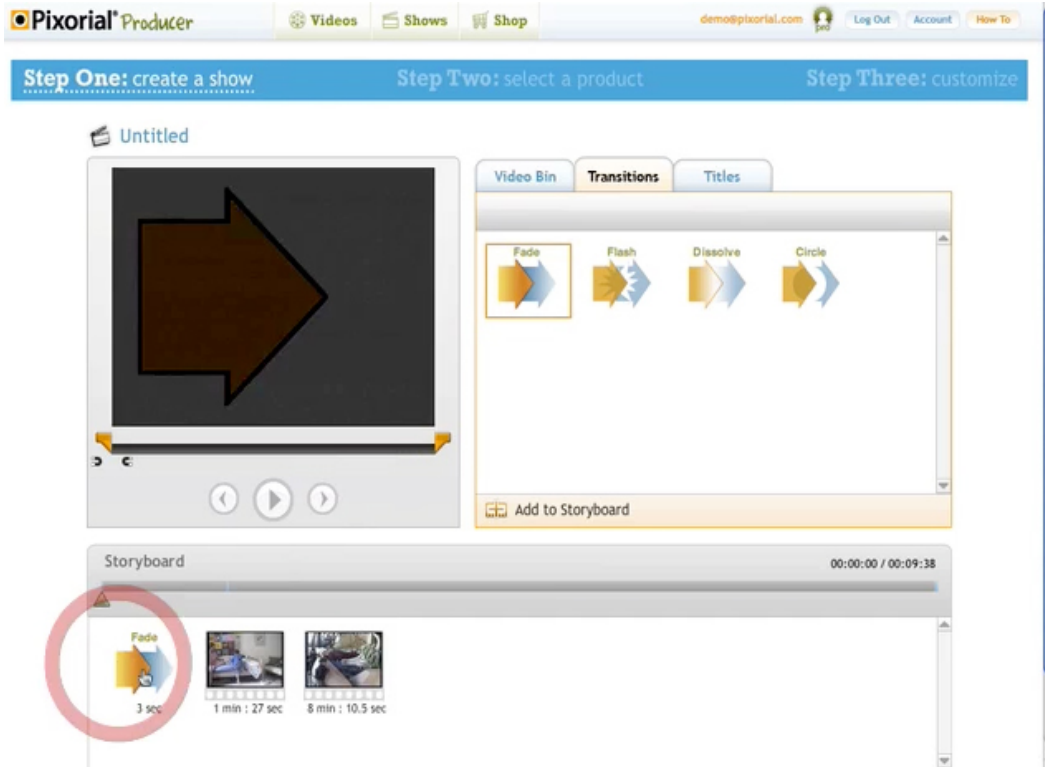 Pixorial® Producer
Videos
Shows
Shop
demo@pixorial.com
pro
Log Out
Account
How To
Step One: create a show
Step Two: select a product
Step Three: customize
Untitled
Video Bin
Transitions
Titles
Fade
Flash
Dissolve
Circle
Add to Storyboard
Storyboard
00:00:00 / 00:09:38
Fade
3 sec
1 min : 27 sec
8 min : 10.5 sec